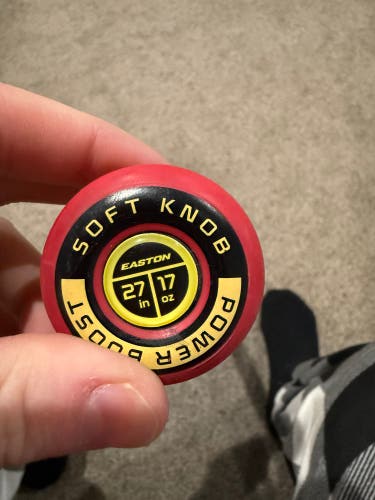 SOFT KNOB
EASTON
27 17
in oz
POWER BOOST